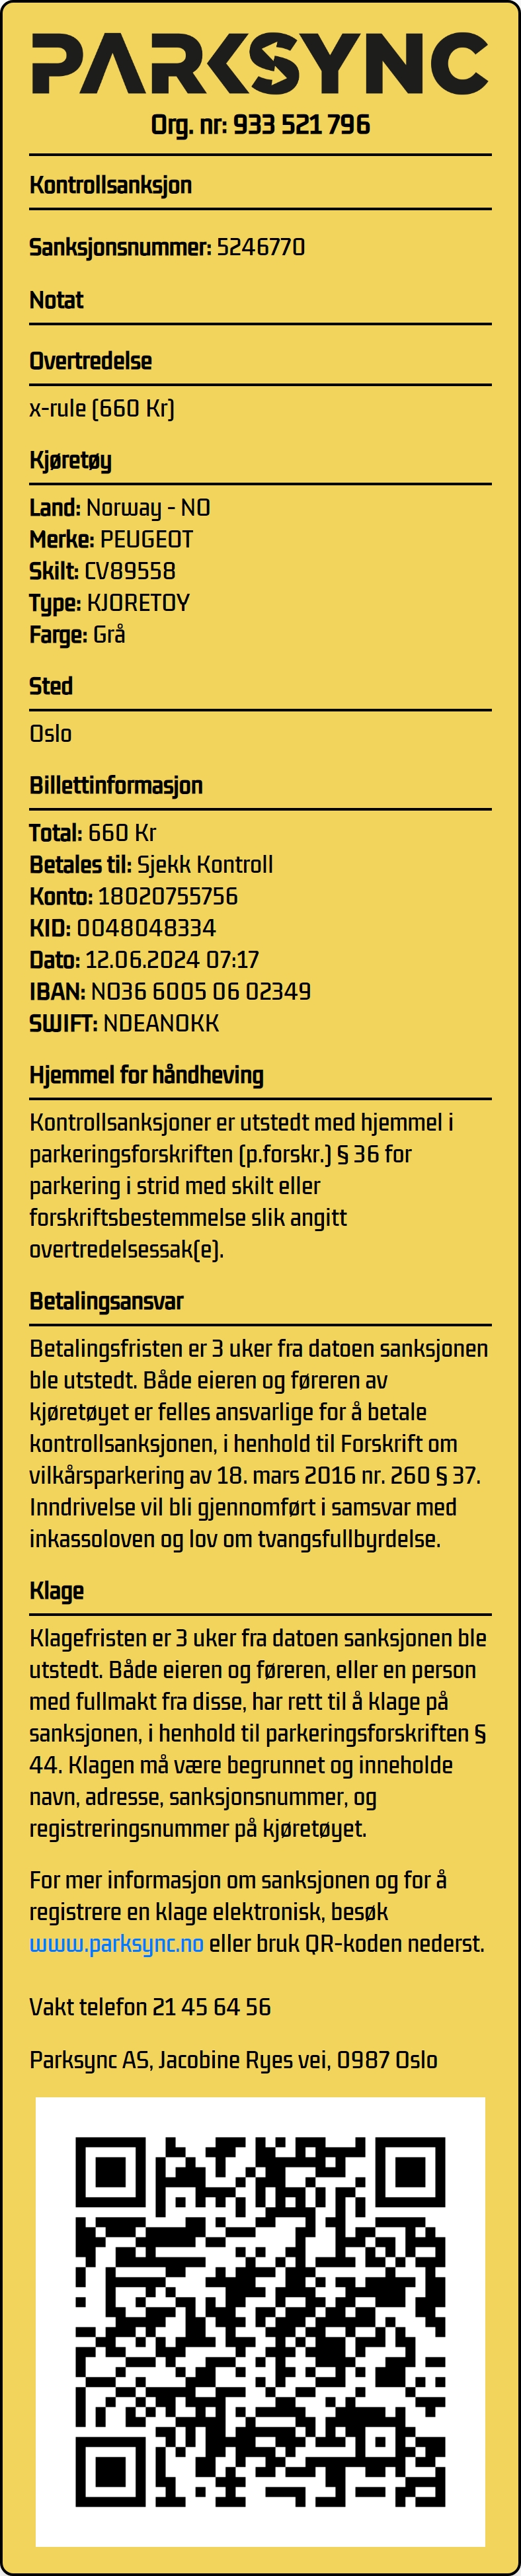 PARKSYNC
Org. nr: 933 521 796
Kontrollsanksjon
Sanksjonsnummer: 5246770
Notat
Overtredelse
x-rule (660 Kr)
Kjøretøy
Land: Norway - NO
Merke: PEUGEOT
Skilt: CV89558
Type: KJORETOY
Farge: Grå
Sted
Oslo
Billettinformasjon
Total: 660 Kr
Betales til: Sjekk Kontroll
Konto: 18020755756
KID: 0048048334
Dato: 12.06.2024 07:17
IBAN: NO36 6005 06 02349
SWIFT: NDEANOKK
Hjemmel for håndheving
Kontrollsanksjoner er utstedt med hjemmel i
parkeringsforskriften (p.forskr.) § 36 for
parkering i strid med skilt eller
forskriftsbestemmelse slik angitt
overtredelsessak(e).
Betalingsansvar
Betalingsfristen er 3 uker fra datoen sanksjonen
ble utstedt. Både eieren og føreren av
kjøretøyet er felles ansvarlige for å betale
kontrollsanksjonen, i henhold til Forskrift om
vilkårsparkering av 18. mars 2016 nr. 260 § 37.
Inndrivelse vil bli gjennomført i samsvar med
inkassoloven og lov om tvangsfullbyrdelse.
Klage
Klagefristen er 3 uker fra datoen sanksjonen ble
utstedt. Både eieren og føreren, eller en person
med fullmakt fra disse, har rett til å klage på
sanksjonen, i henhold til parkeringsforskriften §
44. Klagen må være begrunnet og inneholde
navn, adresse, sanksjonsnummer, og
registreringsnummer på kjøretøyet.
For mer informasjon om sanksjonen og for å
registrere en klage elektronisk, besøk
www.parksync.no eller bruk QR-koden nederst.
Vakt telefon 21 45 64 56
Parksync AS, Jacobine Ryes vei, 0987 Oslo